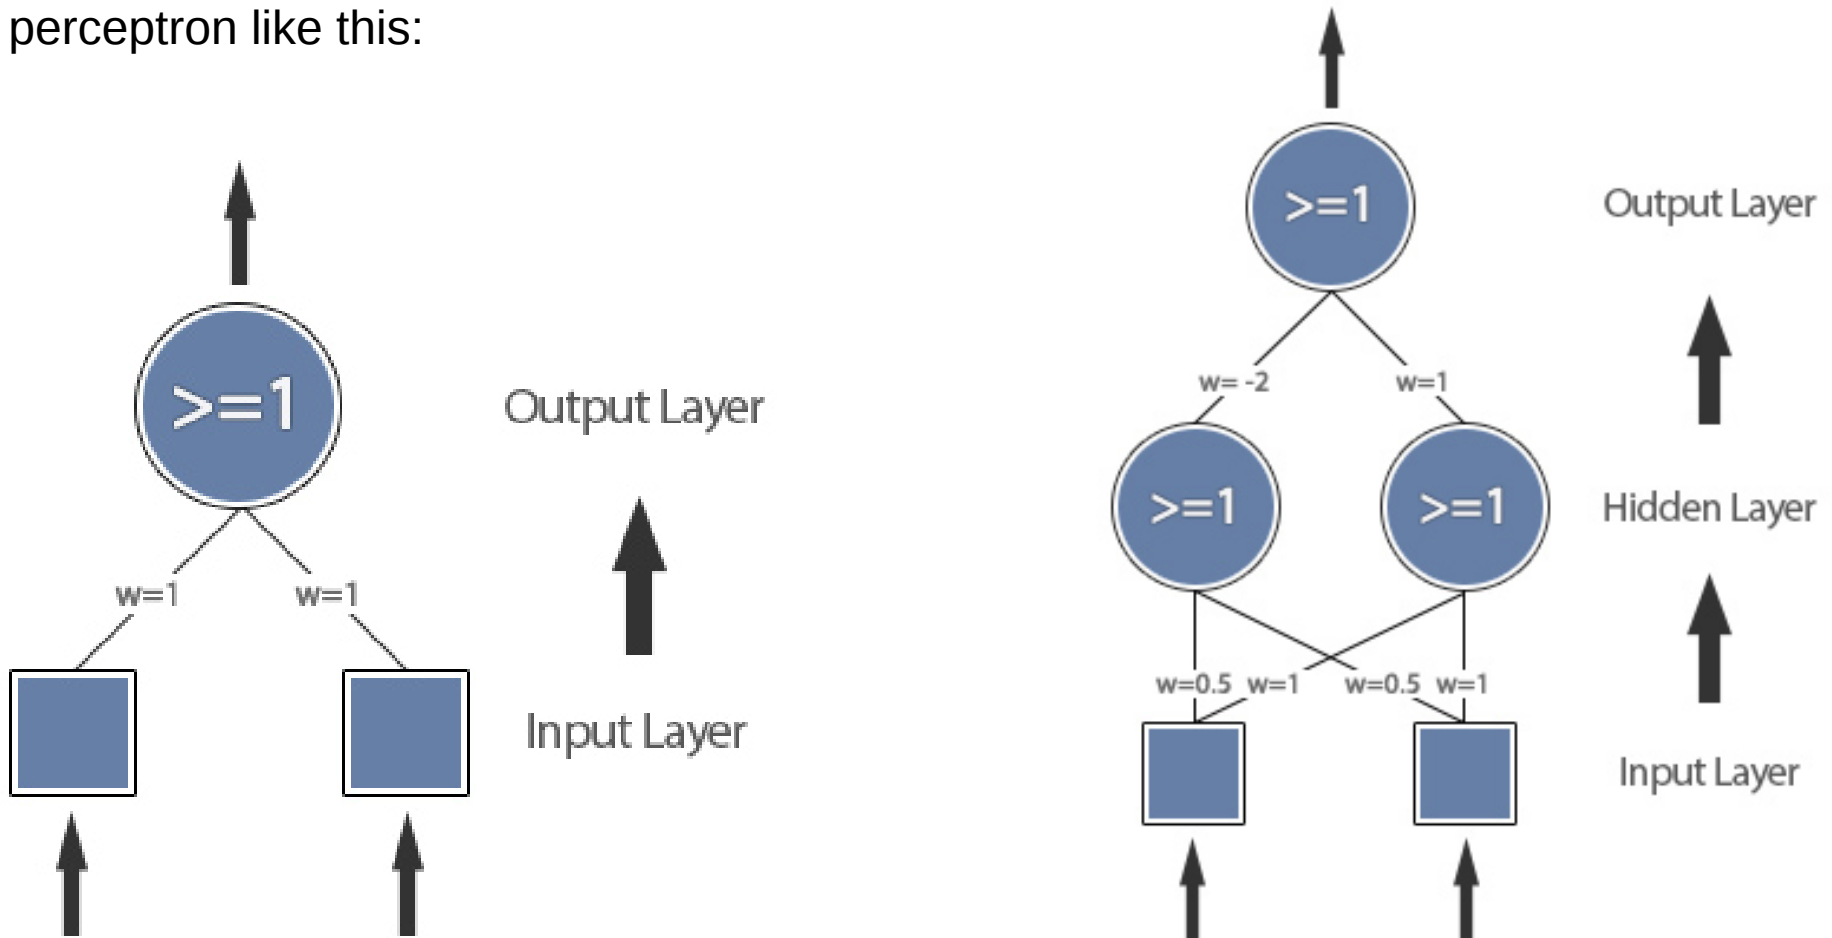 perceptron like this:
>=1
Output Layer
w=1 w=1
Input Layer
>=1
Output Layer
w= -2 w=1
>=1 >=1
Hidden Layer
w=0.5 w=1 w=0.5 w=1
Input Layer